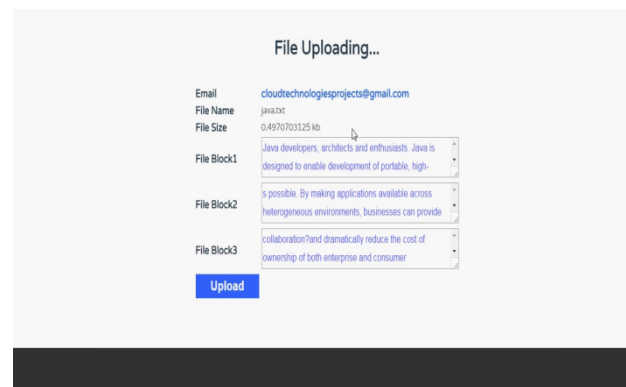 File Uploading...
Email cloudtechnologiesprojects@gmail.com
File Name java.txt
File Size 0.4970703125 kb
File Block1 Java developers, architects and enthusiasts. Java is
designed to enable development of portable, high-
File Block2 s possible. By making applications available across
heterogeneous environments, businesses can provide
File Block3 collaboration?and dramatically reduce the cost of
ownership of both enterprise and consumer
Upload